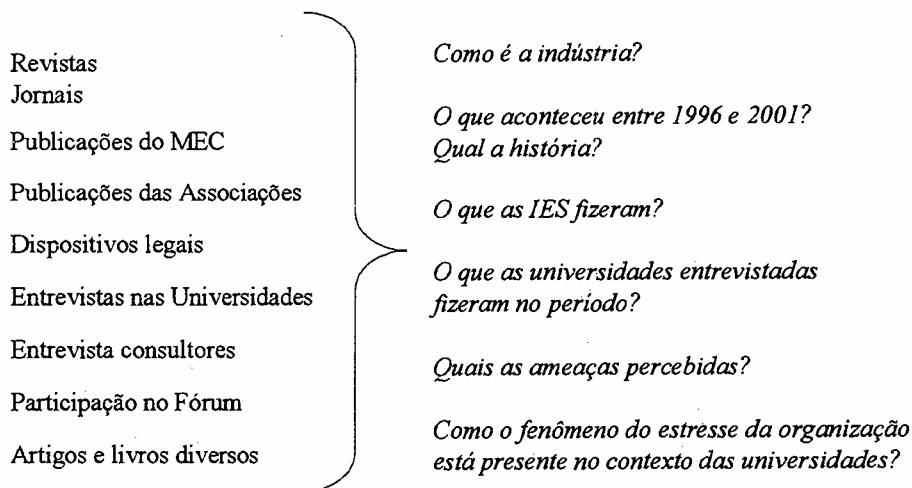 Revistas
Jornais
Publicações do MEC
Publicações das Associações
Dispositivos legais
Entrevistas nas Universidades
Entrevista consultores
Participação no Fórum
Artigos e livros diversos
Como é a indústria?
O que aconteceu entre 1996 e 2001?
Qual a história?
O que as IES fizeram?
O que as universidades entrevistadas
fizeram no período?
Quais as ameaças percebidas?
Como o fenômeno do estresse da organização
está presente no contexto das universidades?